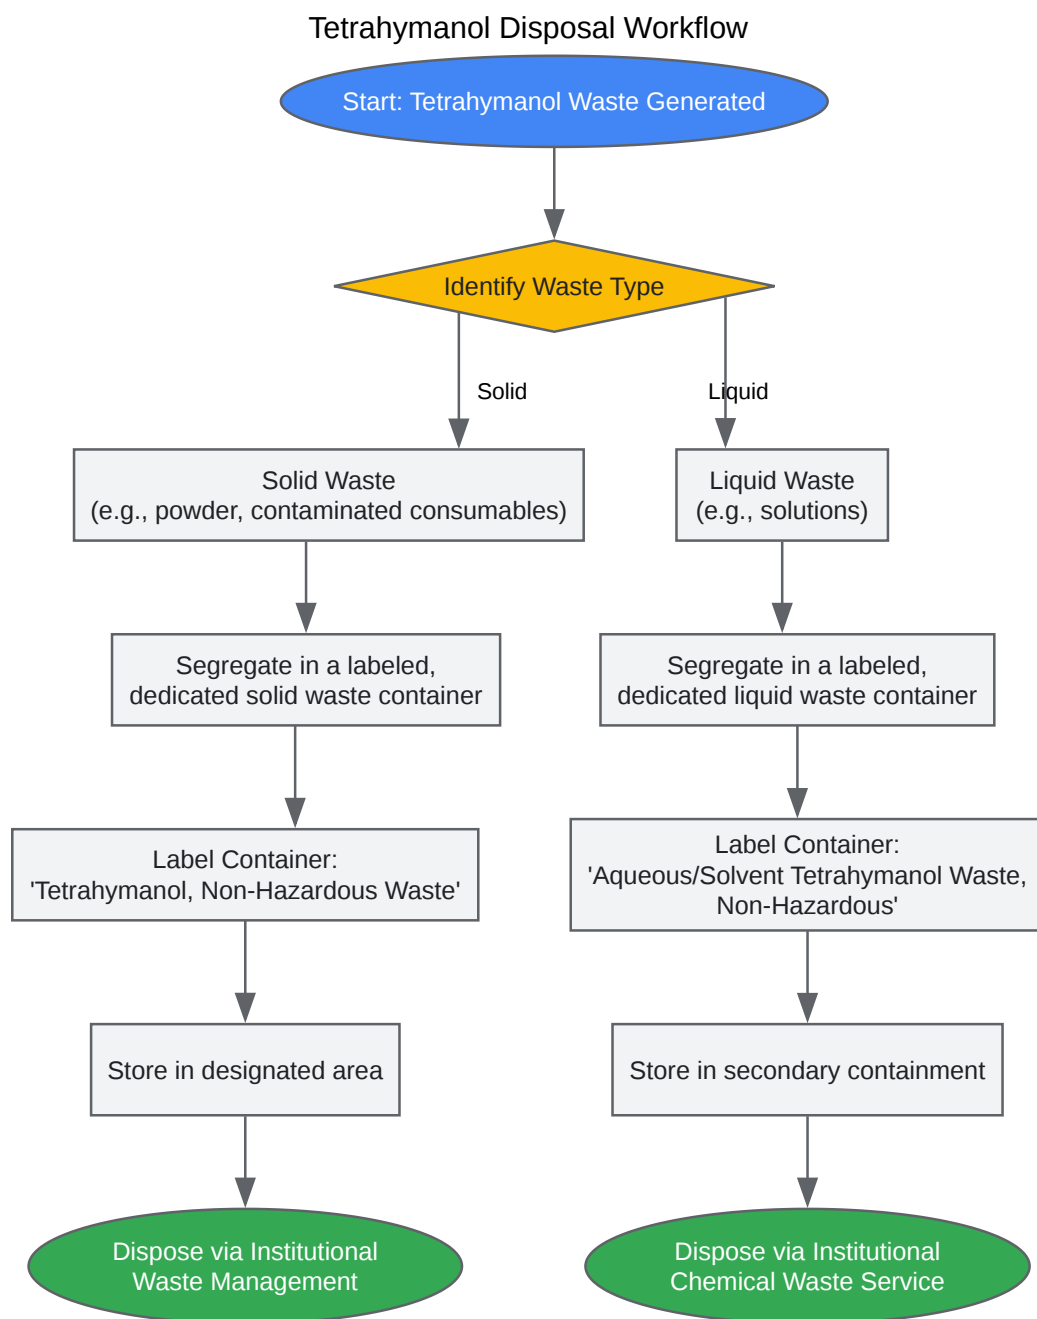 Tetrahymanol Disposal Workflow
Start: Tetrahymanol Waste Generated
Identify Waste Type
Solid
Liquid
Solid Waste
(e.g., powder, contaminated consumables)
Liquid Waste
(e.g., solutions)
Segregate in a labeled,
dedicated solid waste container
Segregate in a labeled,
dedicated liquid waste container
Label Container:
'Tetrahymanol, Non-Hazardous Waste'
Label Container:
'Aqueous/Solvent Tetrahymanol Waste,
Non-Hazardous'
Store in designated area
Store in secondary containment
Dispose via Institutional
Waste Management
Dispose via Institutional
Chemical Waste Service